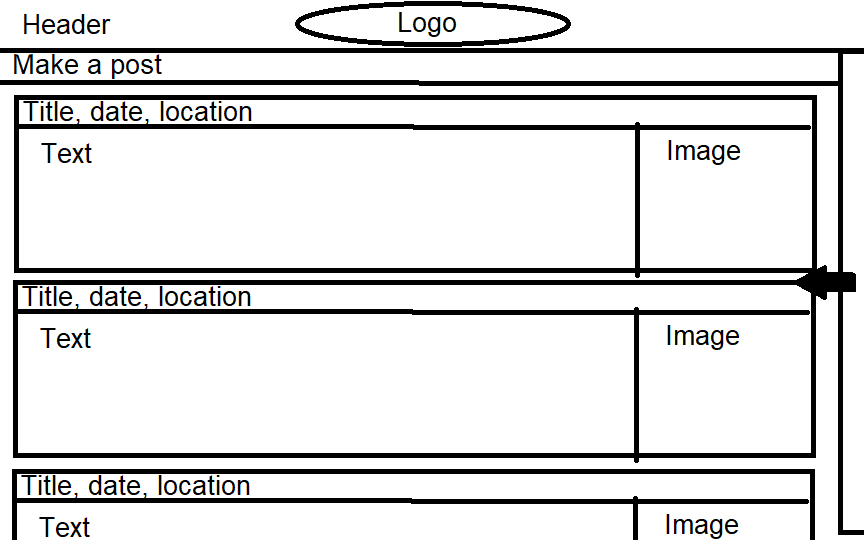 Header
Logo
Make a post
Title, date, location
Text
Image
Title, date, location
Text
Image
Title, date, location
Text
Image